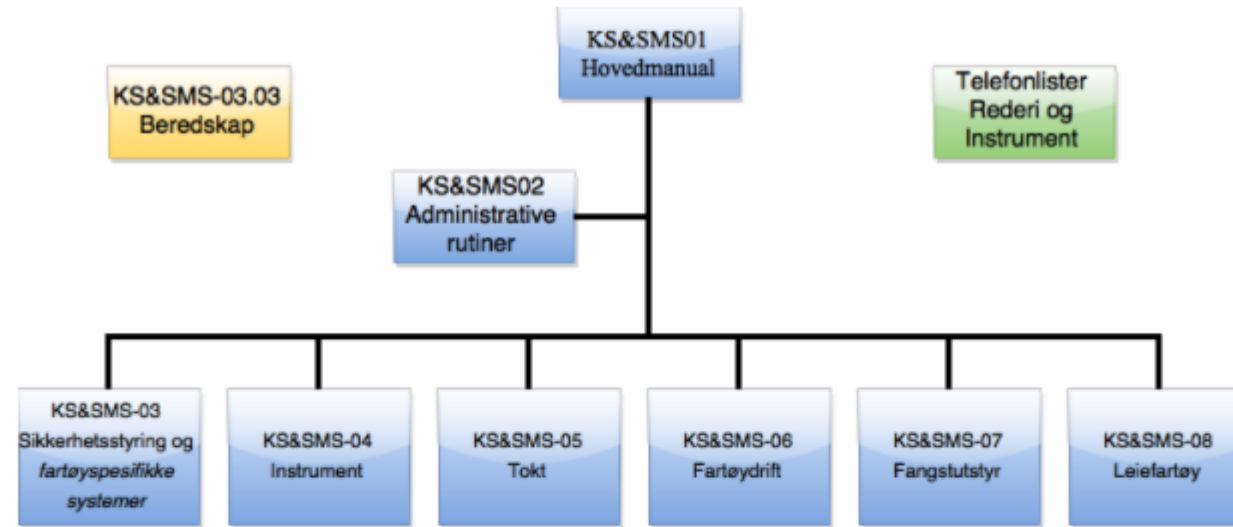 KS&SMS01
Hovedmanual
KS&SMS-03.03
Beredskap
Telefonlister
Rederi og
Instrument
KS&SMS02
Administrative
rutiner
KS&SMS-03
Sikkerhetsstyring og
fartøyspesifikke
systemer
KS&SMS-04
Instrument
KS&SMS-05
Tokt
KS&SMS-06
Fartøydrift
KS&SMS-07
Fangstutstyr
KS&SMS-08
Leiefartøy